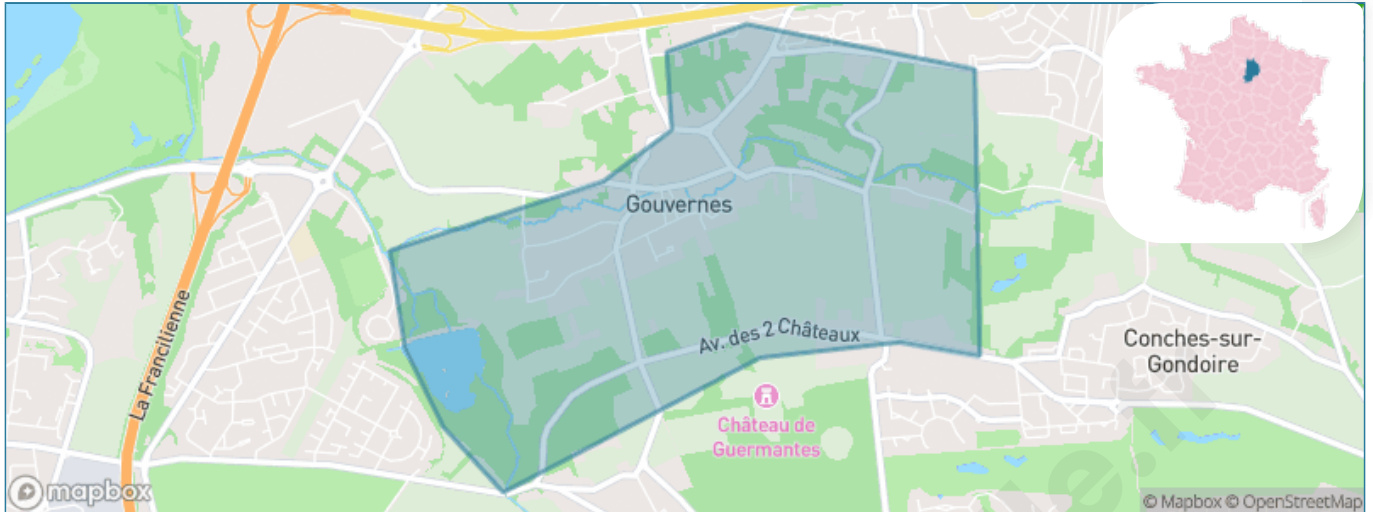 Gouvernes
La Francilienne
Av. des 2 Châteaux
Conches-sur-
Gondoire
Château de
Guermantes
mapbox
© Mapbox © OpenStreetMap